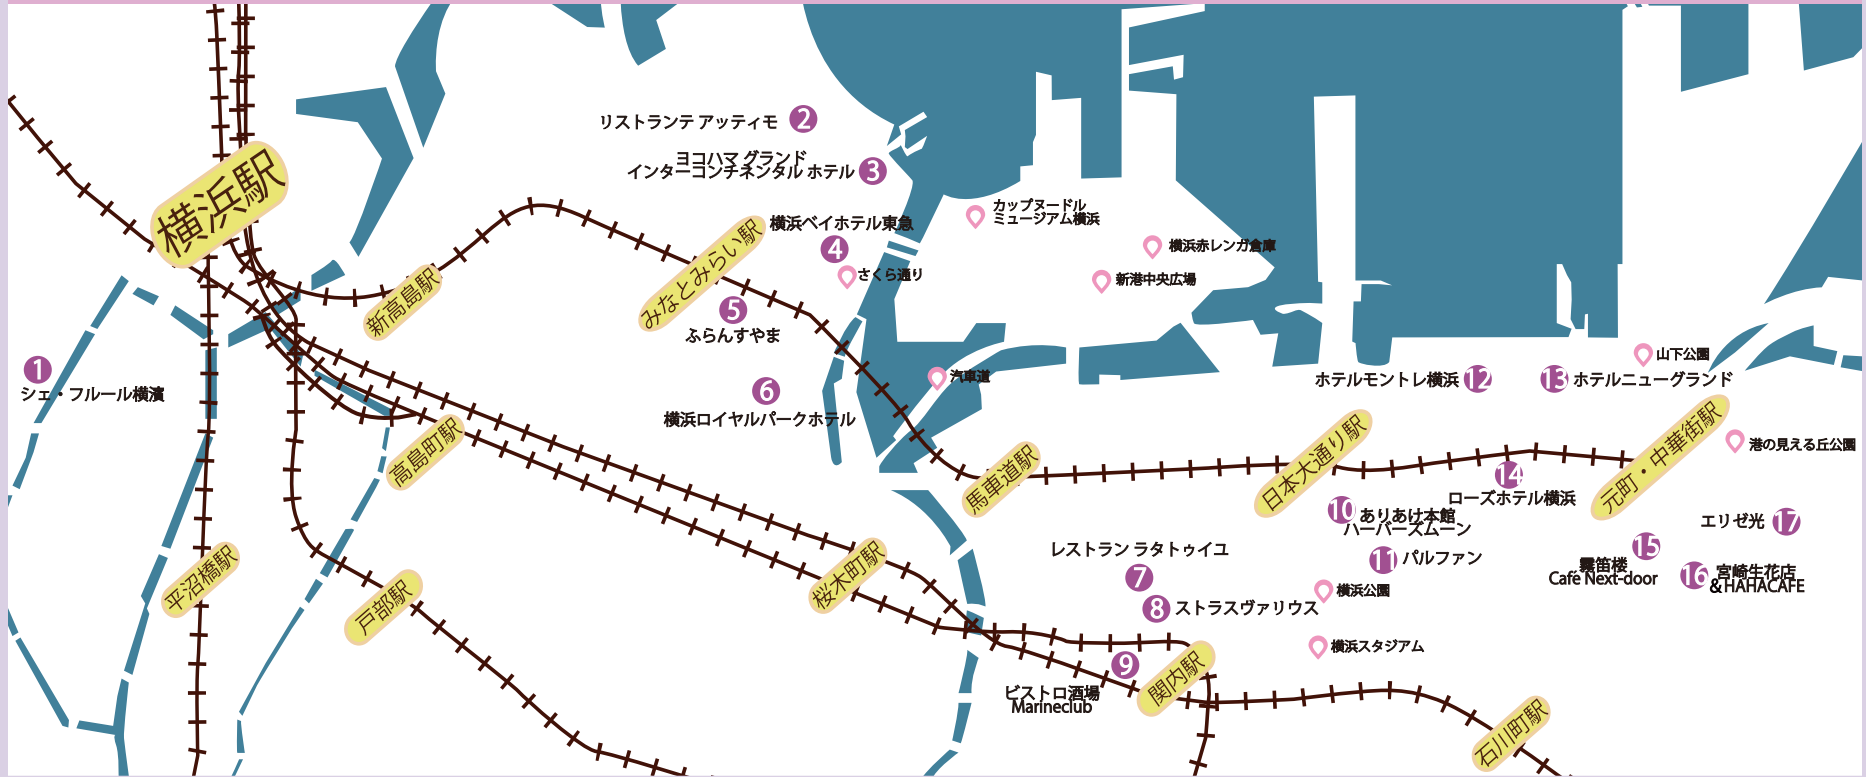 リストランテ アッティモ 2
ヨコハマ グランド
インターコンチネンタル ホテル 3
横浜駅
カップヌードル
ミュージアム横浜
横浜ベイホテル東急
4
さくら通り
みなとみらい駅
横浜赤レンガ倉庫
新港中央広場
新高島駅
5
ふらんすやま
1
シェ・フルール横濱
6
横浜ロイヤルパークホテル
汽車道
山下公園
ホテルモントレ横浜 12
13 ホテルニューグランド
高島町駅
馬車道駅
日本大通り駅
元町・中華街駅
港の見える丘公園
14
ローズホテル横浜
10 ありあけ本館
ハーバーズムーン
11 パルファン
エリゼ光 17
15
霧笛楼
Café Next-door
16 宮崎生花店
&HAHACAFE
レストラン ラタトゥイユ
7
8 ストラスヴァリウス
横浜公園
横浜スタジアム
平沼橋駅
戸部駅
桜木町駅
9
ビストロ酒場
Marineclub
関内駅
石川町駅